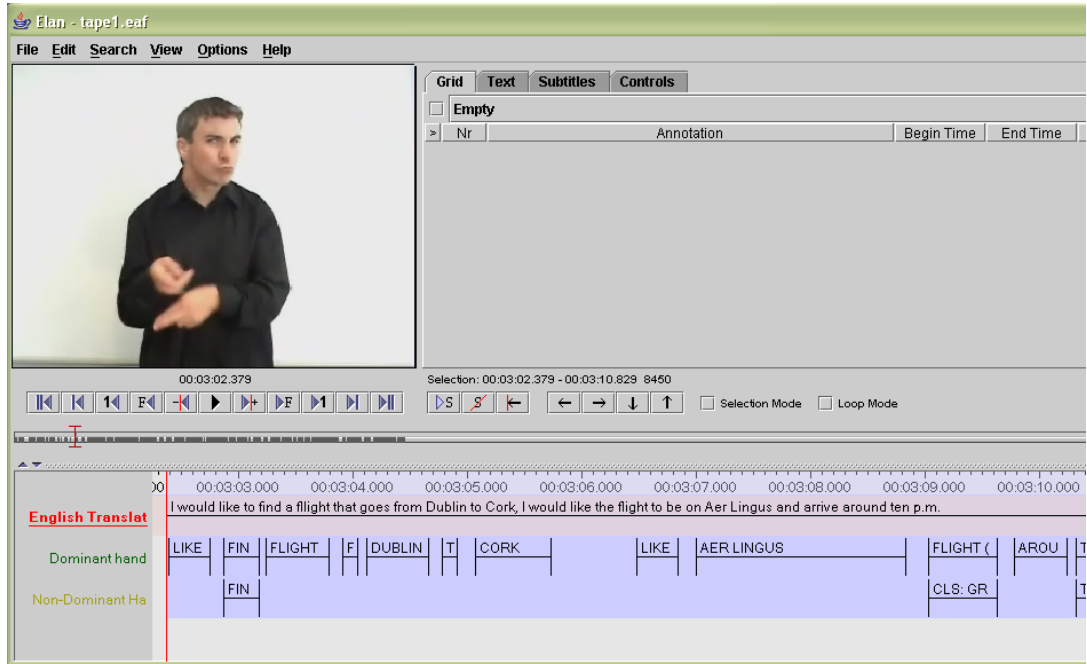 Elan - tape1.eaf
File Edit Search View Options Help
Grid Text Subtitles Controls
Empty
> Nr Annotation Begin Time End Time
00:03:02.379
Selection: 00:03:02.379 - 00:03:10.829 8450
1 F + F 1 S S Selection Mode Loop Mode
00 00:03:03.000 00:03:04.000 00:03:05.000 00:03:06.000 00:03:07.000 00:03:08.000 00:03:09.000 00:03:10.000
English Translat
I would like to find a fllight that goes from Dublin to Cork, I would like the flight to be on Aer Lingus and arrive around ten p.m.
Dominant hand
LIKE FIN FLIGHT F DUBLIN T CORK LIKE AER LINGUS FLIGHT ( AROU T
Non-Dominant Ha
FIN CLS: GR T